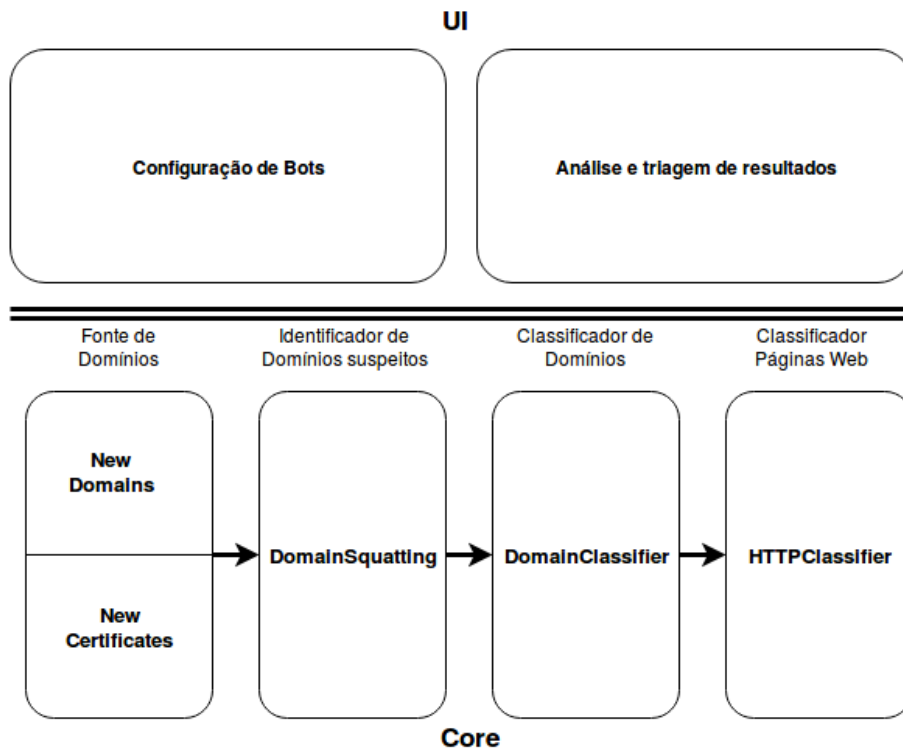 UI
Configuração de Bots
Análise e triagem de resultados
Fonte de
Domínios
Identificador de
Domínios suspeitos
Classificador de
Domínios
Classificador
Páginas Web
New
Domains
New
Certificates
DomainSquatting
DomainClassifier
HTTPClassifier
Core